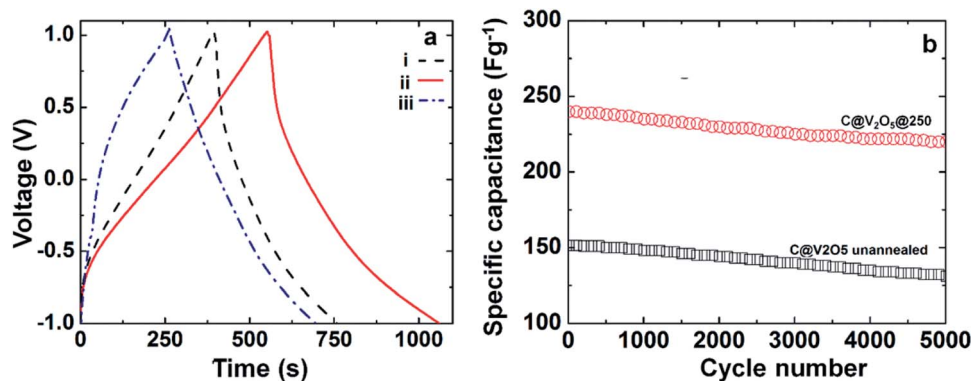 a
i
ii
iii
1.0
0.5
0.0
-0.5
-1.0
Voltage (V)
0
250
500
750
1000
Time (s)
b
C@V₂O₅@250
C@V2O5 unannealed
300
250
200
150
100
Specific capacitance (Fg⁻¹)
0
1000
2000
3000
4000
5000
Cycle number